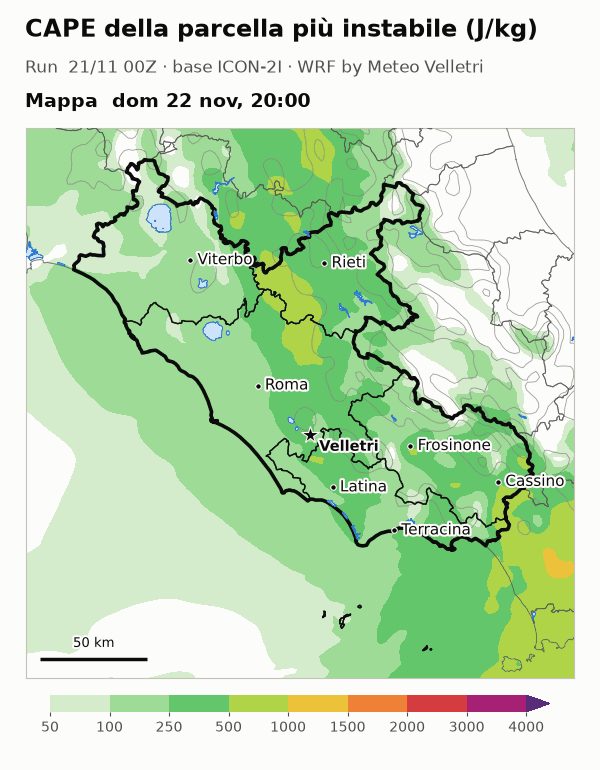 CAPE della parcella più instabile (J/kg)
Run  21/11 00Z · base ICON-2I · WRF by Meteo Velletri
Mappa  dom 22 nov, 20:00
Viterbo
Rieti
Roma
Velletri
Frosinone
Cassino
Latina
Terracina
50 km
50 100 250 500 1000 1500 2000 3000 4000